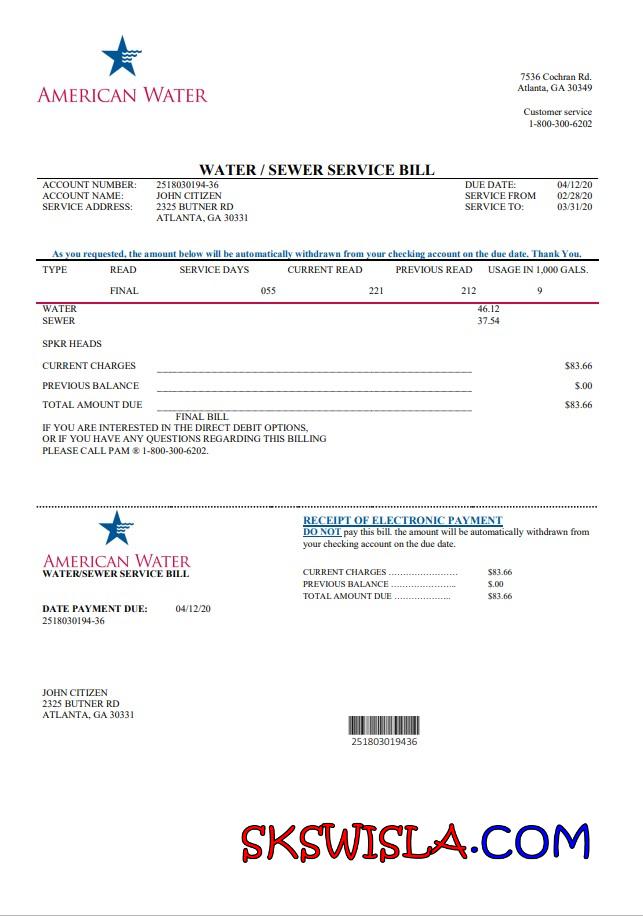 AMERICAN WATER
7536 Cochran Rd.
Atlanta, GA 30349
Customer service
1-800-300-6202
WATER / SEWER SERVICE BILL
ACCOUNT NUMBER: 2518030194-36 DUE DATE: 04/12/20
ACCOUNT NAME: JOHN CITIZEN SERVICE FROM 02/28/20
SERVICE ADDRESS: 2325 BUTNER RD SERVICE TO: 03/31/20
ATLANTA, GA 30331
As you requested, the amount below will be automatically withdrawn from your checking account on the due date. Thank You.
TYPE READ SERVICE DAYS CURRENT READ PREVIOUS READ USAGE IN 1,000 GALS.
FINAL 055 221 212 9
WATER 46.12
SEWER 37.54
SPKR HEADS
CURRENT CHARGES $83.66
PREVIOUS BALANCE $.00
TOTAL AMOUNT DUE $83.66
FINAL BILL
IF YOU ARE INTERESTED IN THE DIRECT DEBIT OPTIONS,
OR IF YOU HAVE ANY QUESTIONS REGARDING THIS BILLING
PLEASE CALL PAM ® 1-800-300-6202.
AMERICAN WATER
WATER/SEWER SERVICE BILL
DATE PAYMENT DUE: 04/12/20
2518030194-36
RECEIPT OF ELECTRONIC PAYMENT
DO NOT pay this bill. the amount will be automatically withdrawn from
your checking account on the due date.
CURRENT CHARGES ........................ $83.66
PREVIOUS BALANCE ...................... $.00
TOTAL AMOUNT DUE ................... $83.66
JOHN CITIZEN
2325 BUTNER RD
ATLANTA, GA 30331
251803019436
SKSWISLA.COM